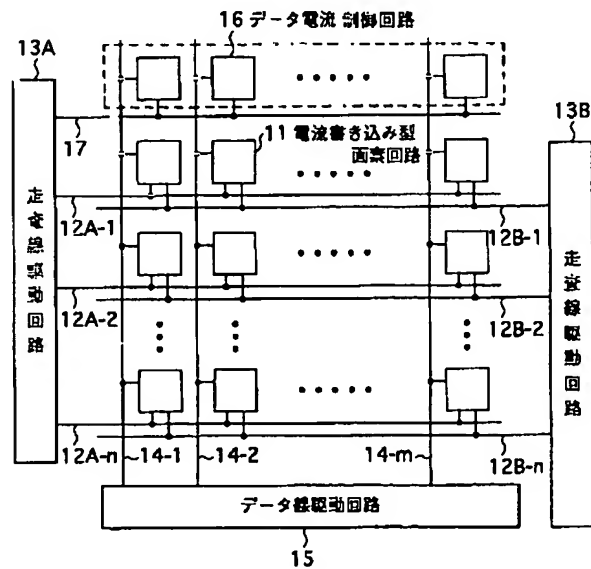 16 データ電流 制御回路
13A
17
11 電流書き込み型
画素回路
13B
走査線駆動回路
12A-1
12B-1
走査線駆動回路
12A-2
12B-2
12A-n
14-1
14-2
14-m
12B-n
データ線駆動回路
15